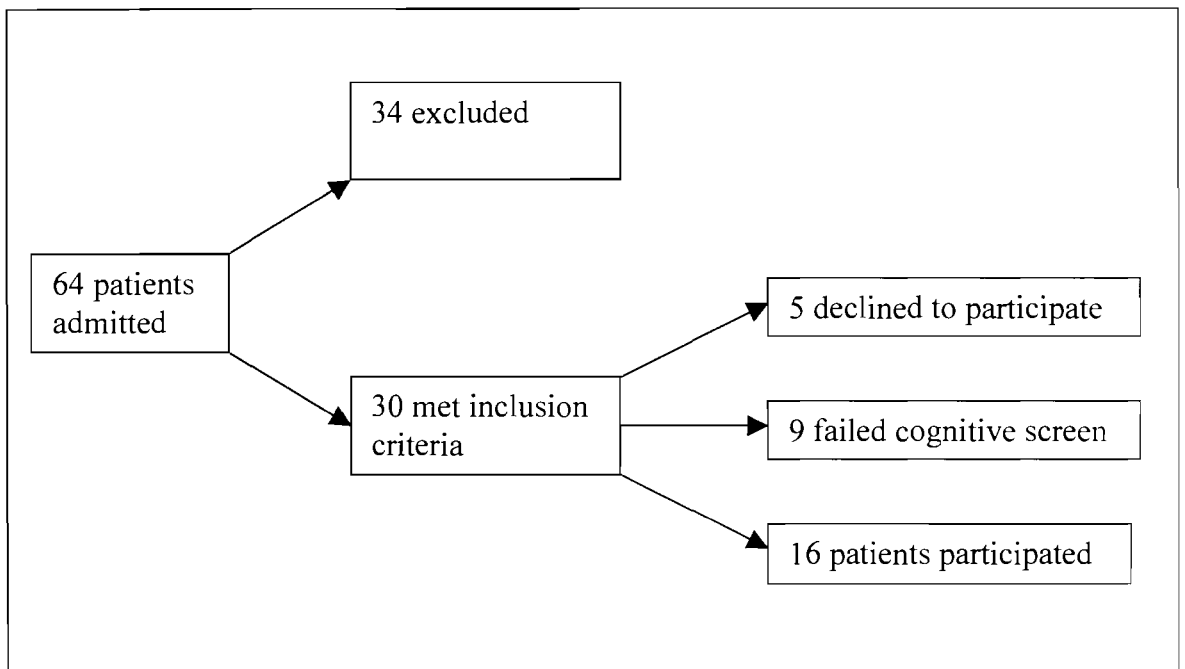 34 excluded
64 patients
admitted
30 met inclusion
criteria
5 declined to participate
9 failed cognitive screen
16 patients participated